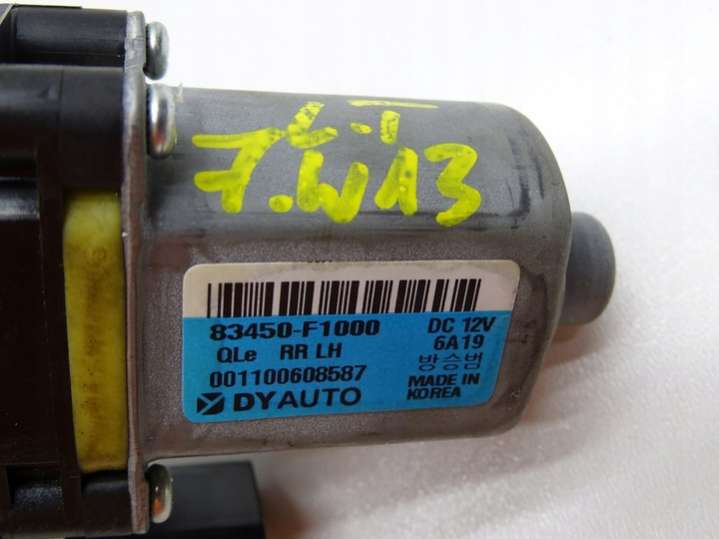 L.T
7.W13
83450-F1000 DC 12V
QLe RR LH 6A19
001100608587 방승범
DYAUTO MADE IN
KOREA